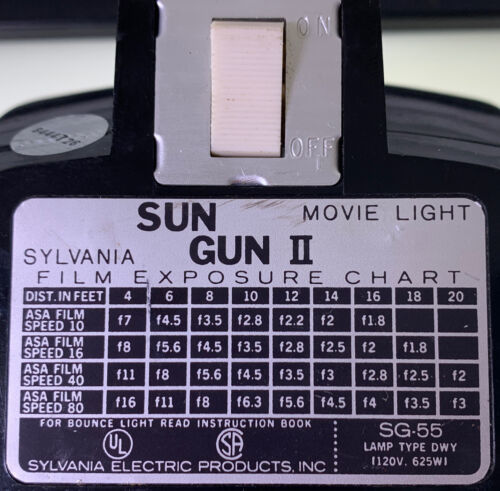 ON
OFF
8444726
SUN MOVIE LIGHT
SYLVANIA GUN II
FILM EXPOSURE CHART
DIST. IN FEET 4 6 8 10 12 14 16 18 20
ASA FILM SPEED 10 f7 f4.5 f3.5 f2.8 f2.2 f2 f1.8
ASA FILM SPEED 16 f8 f5.6 f4.5 f3.5 f2.8 f2.5 f2 f1.8
ASA FILM SPEED 40 f11 f8 f5.6 f4.5 f3.5 f3 f2.8 f2.5 f2
ASA FILM SPEED 80 f16 f11 f8 f6.3 f5.6 f4.5 f4 f3.5 f3
FOR BOUNCE LIGHT READ INSTRUCTION BOOK
UL SA
SYLVANIA ELECTRIC PRODUCTS, INC
SG-55
LAMP TYPE DWY
(120V. 625W)